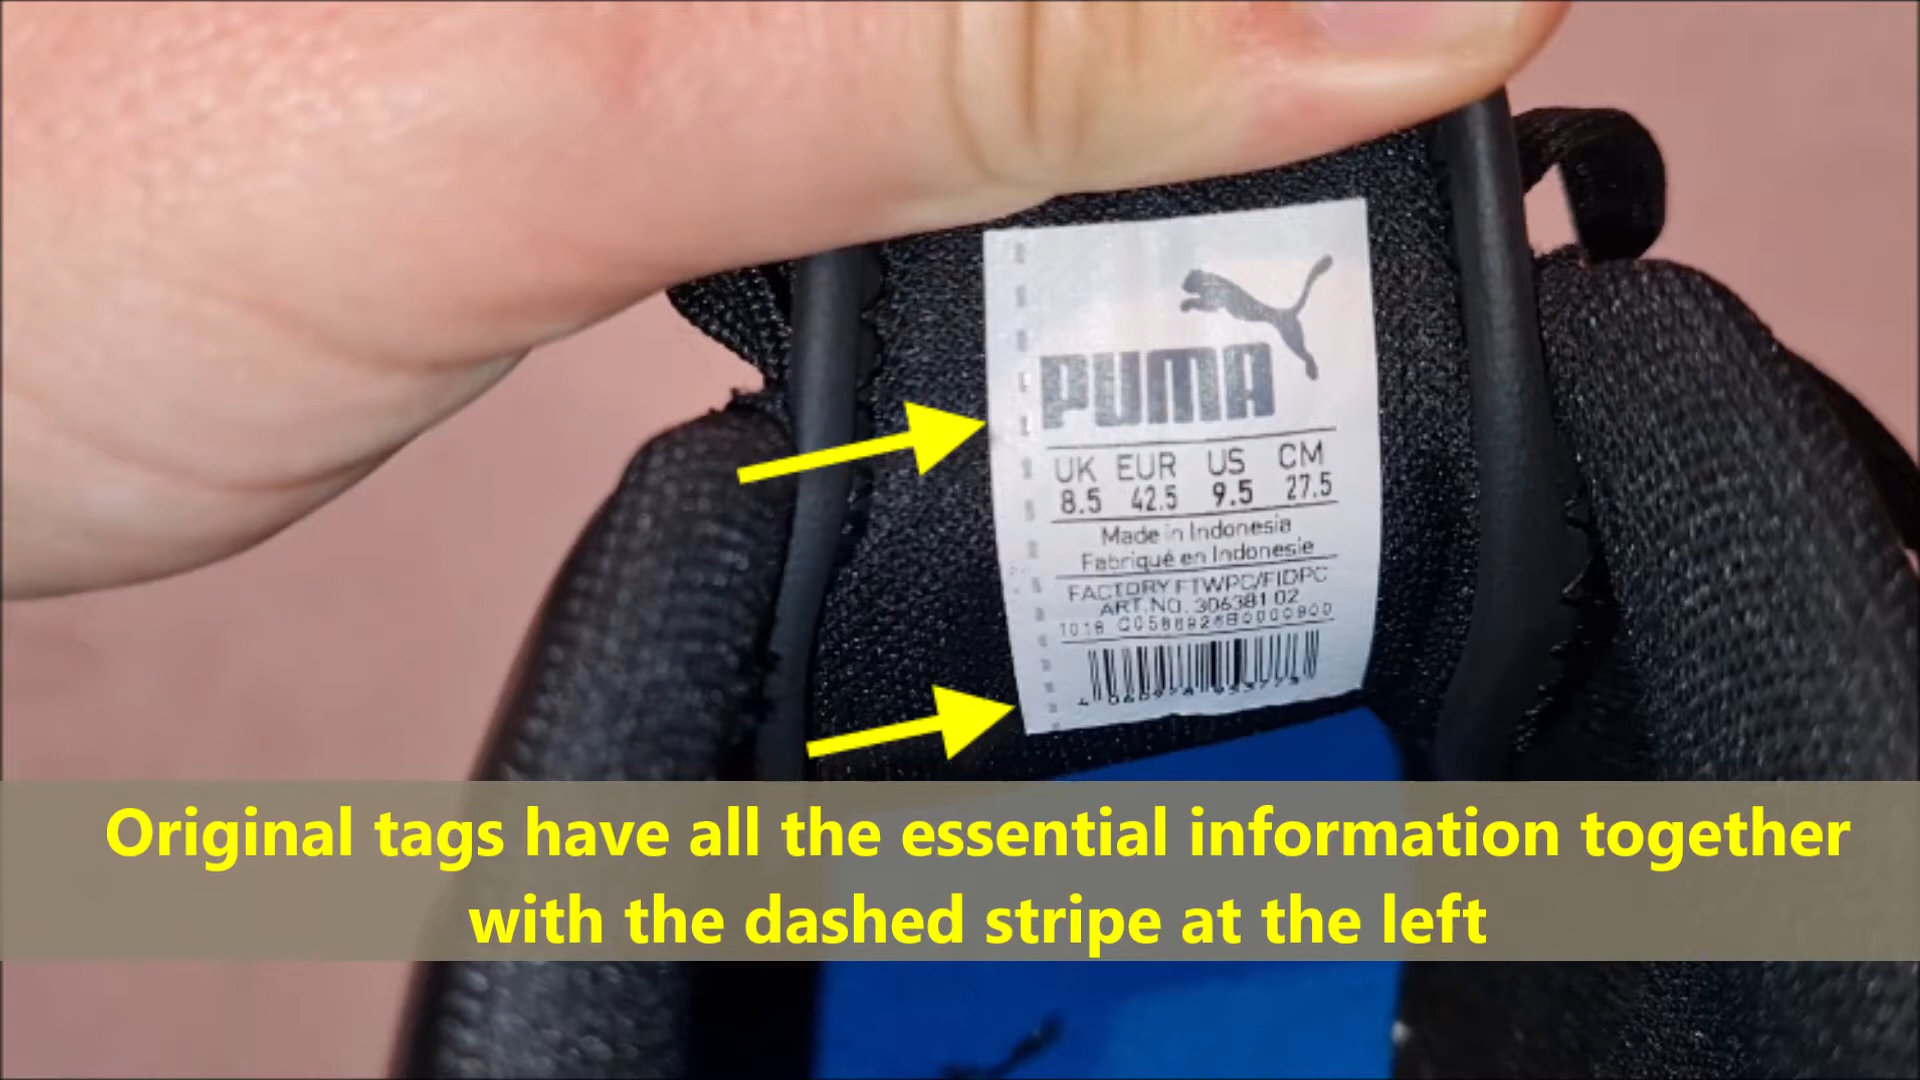 PUMA
UK EUR US CM
8.5 42.5 9.5 27.5
Made in Indonesia
Fabriqué en Indonesie
FACTORY FTWPC/FIDPC
ART.NO. 306381 02
1018
Original tags have all the essential information together
with the dashed stripe at the left